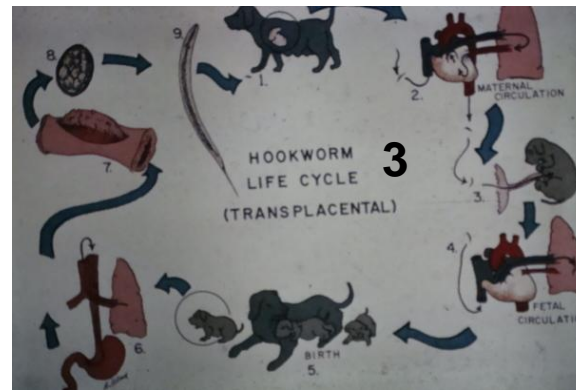 9.
8.
1.
2.
MATERNAL
CIRCULATION
HOOKWORM
LIFE CYCLE
(TRANSPLACENTAL)
3
3.
7.
4.
FETAL
CIRCULATI
BIRTH
5.
6.